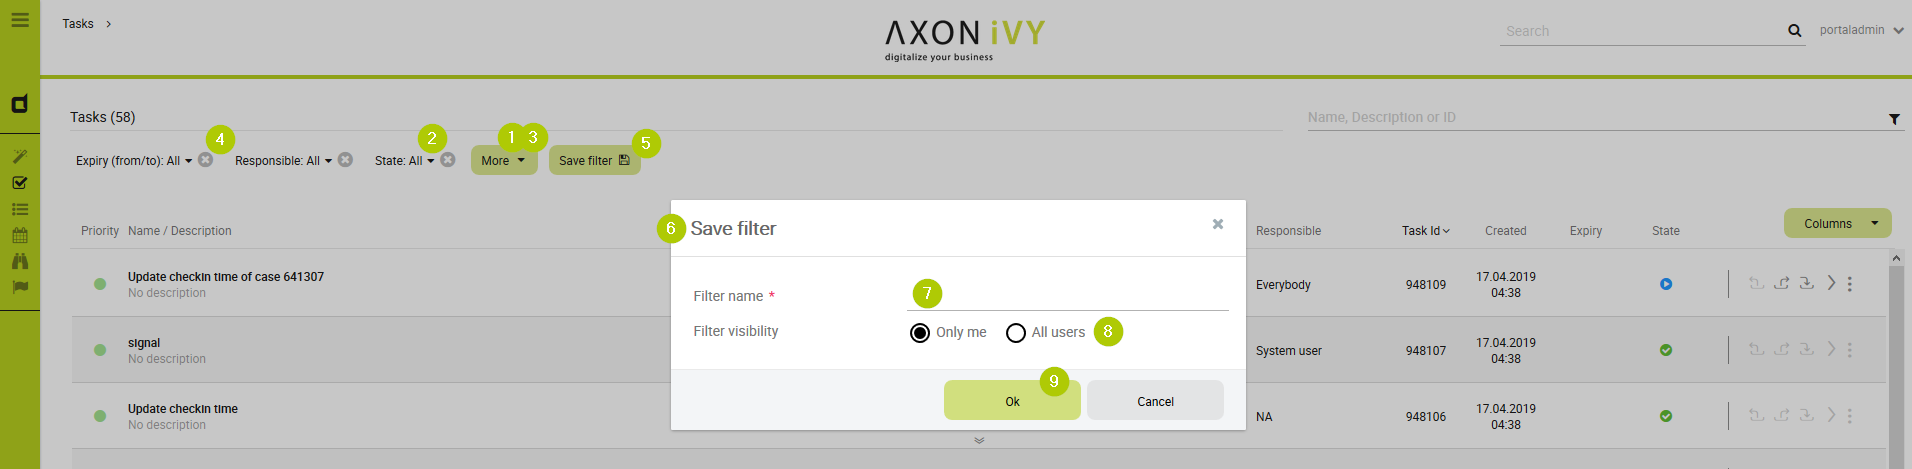 Tasks >
AXON iVY
digitalize your business
Search
portaladmin
Tasks (58)
Name, Description or ID
4
2
1 3
5
Expiry (from/to): All
Responsible: All
State: All
More
Save filter
6 Save filter
Priority Name / Description
Responsible Task Id Created Expiry State
Columns
Filter name *
7
Filter visibility
Only me
All users
8
9
Ok
Cancel
Update checkin time of case 641307
No description
Everybody
948109
17.04.2019
04:38
signal
No description
System user
948107
17.04.2019
04:38
Update checkin time
No description
NA
948106
17.04.2019
04:38